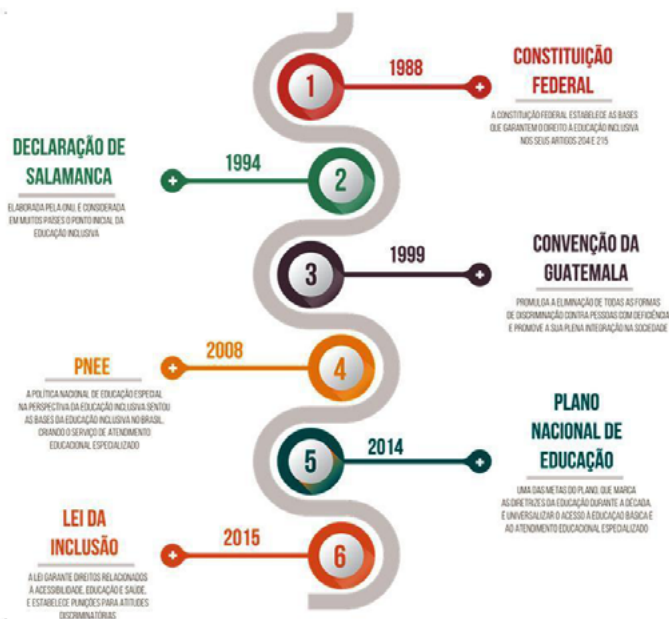 1
1988
CONSTITUIÇÃO
FEDERAL
A CONSTITUIÇÃO FEDERAL ESTABELECE AS BASES
QUE GARANTEM O DIREITO À EDUCAÇÃO INCLUSIVA
NOS SEUS ARTIGOS 204 E 215
DECLARAÇÃO DE
SALAMANCA
1994
2
ELABORADA PELA ONU, É CONSIDERADA
EM MUITOS PAÍSES O PONTO INICIAL DA
EDUCAÇÃO INCLUSIVA
3
1999
CONVENÇÃO DA
GUATEMALA
PROMULGA A ELIMINAÇÃO DE TODAS AS FORMAS
DE DISCRIMINAÇÃO CONTRA PESSOAS COM DEFICIÊNCIA
E PROMOVE A SUA PLENA INTEGRAÇÃO NA SOCIEDADE
PNEE
2008
4
A POLÍTICA NACIONAL DE EDUCAÇÃO ESPECIAL
NA PERSPECTIVA DA EDUCAÇÃO INCLUSIVA SENTOU
AS BASES DA EDUCAÇÃO INCLUSIVA NO BRASIL,
CRIANDO O SERVIÇO DE ATENDIMENTO
EDUCACIONAL ESPECIALIZADO
5
2014
PLANO
NACIONAL DE
EDUCAÇÃO
UMA DAS METAS DO PLANO, QUE MARCA
AS DIRETRIZES DA EDUCAÇÃO DURANTE A DÉCADA,
É UNIVERSALIZAR O ACESSO À EDUCAÇÃO BÁSICA E
AO ATENDIMENTO EDUCACIONAL ESPECIALIZADO
LEI DA
INCLUSÃO
2015
6
A LEI GARANTE DIREITOS RELACIONADOS
À ACESSIBILIDADE, EDUCAÇÃO E SAÚDE,
E ESTABELECE PUNIÇÕES PARA ATITUDES
DISCRIMINATÓRIAS